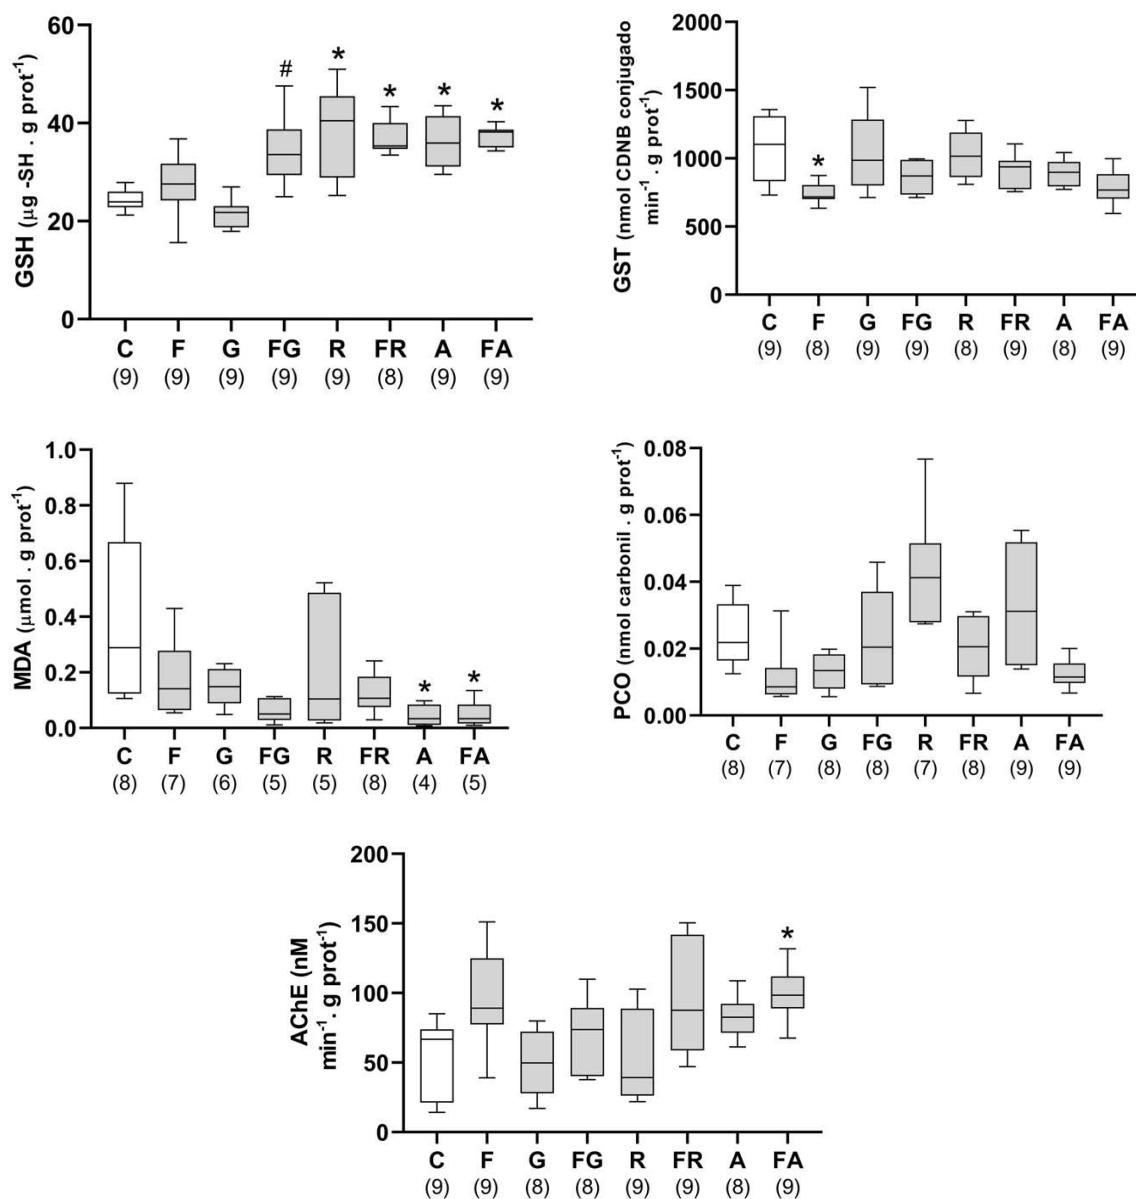 GSH (µg -SH . g prot-1)
60
40
20
0
# * * * *
C F G FG R FR A FA
(9) (9) (9) (9) (9) (8) (9) (9)
GST (nmol CDNB conjugado
min-1 . g prot-1)
2000
1500
1000
500
0
*
C F G FG R FR A FA
(9) (8) (9) (9) (8) (9) (8) (9)
MDA (µmol . g prot-1)
1.0
0.8
0.6
0.4
0.2
0.0
* *
C F G FG R FR A FA
(8) (7) (6) (5) (5) (8) (4) (5)
PCO (nmol carbonil . g prot-1)
0.08
0.06
0.04
0.02
0.00
C F G FG R FR A FA
(8) (7) (8) (8) (7) (8) (9) (9)
AChE (nM
min-1. g prot-1)
200
150
100
50
0
*
C F G FG R FR A FA
(9) (9) (8) (8) (9) (9) (8) (9)